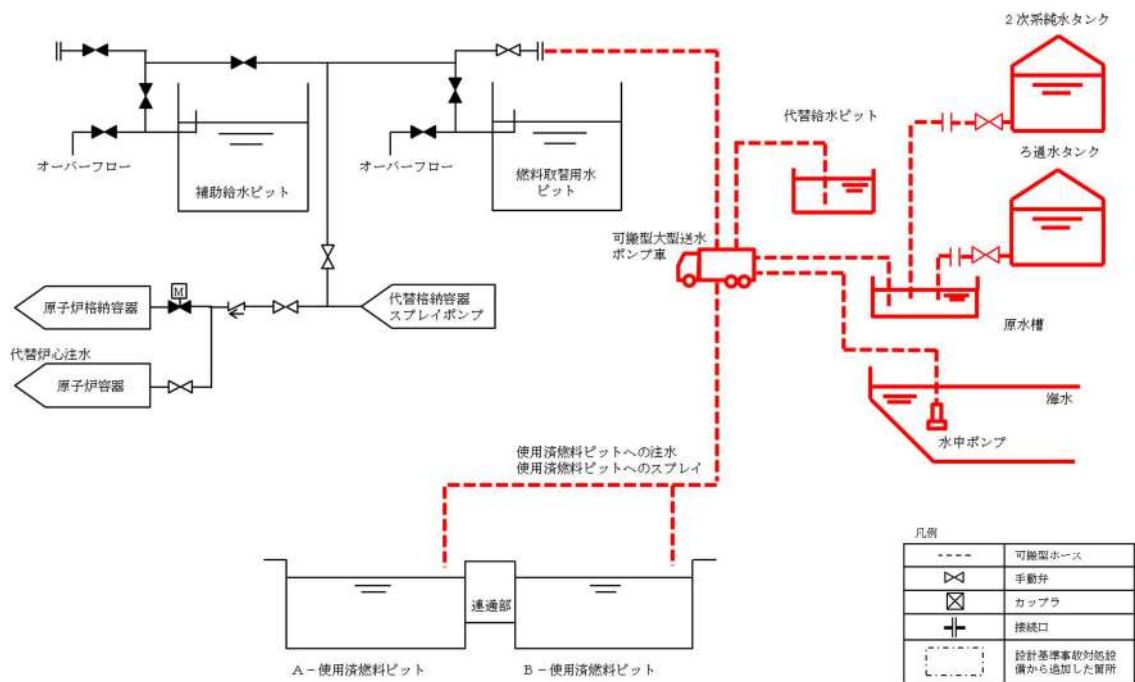 2次系純水タンク
代替給水ピット
ろ過水タンク
オーバーフロー
補助給水ピット
オーバーフロー
燃料取替用水
ピット
可搬型大型送水
ポンプ車
原水槽
M
原子炉格納容器
代替格納容器
スプレイポンプ
代替炉心注水
原子炉容器
海水
水中ポンプ
使用済燃料ピットへの注水
使用済燃料ピットへのスプレイ
連通部
A-使用済燃料ピット
B-使用済燃料ピット
凡例
可搬型ホース
手動弁
カップラ
接続口
設計基準事故対処設
備から追加した箇所